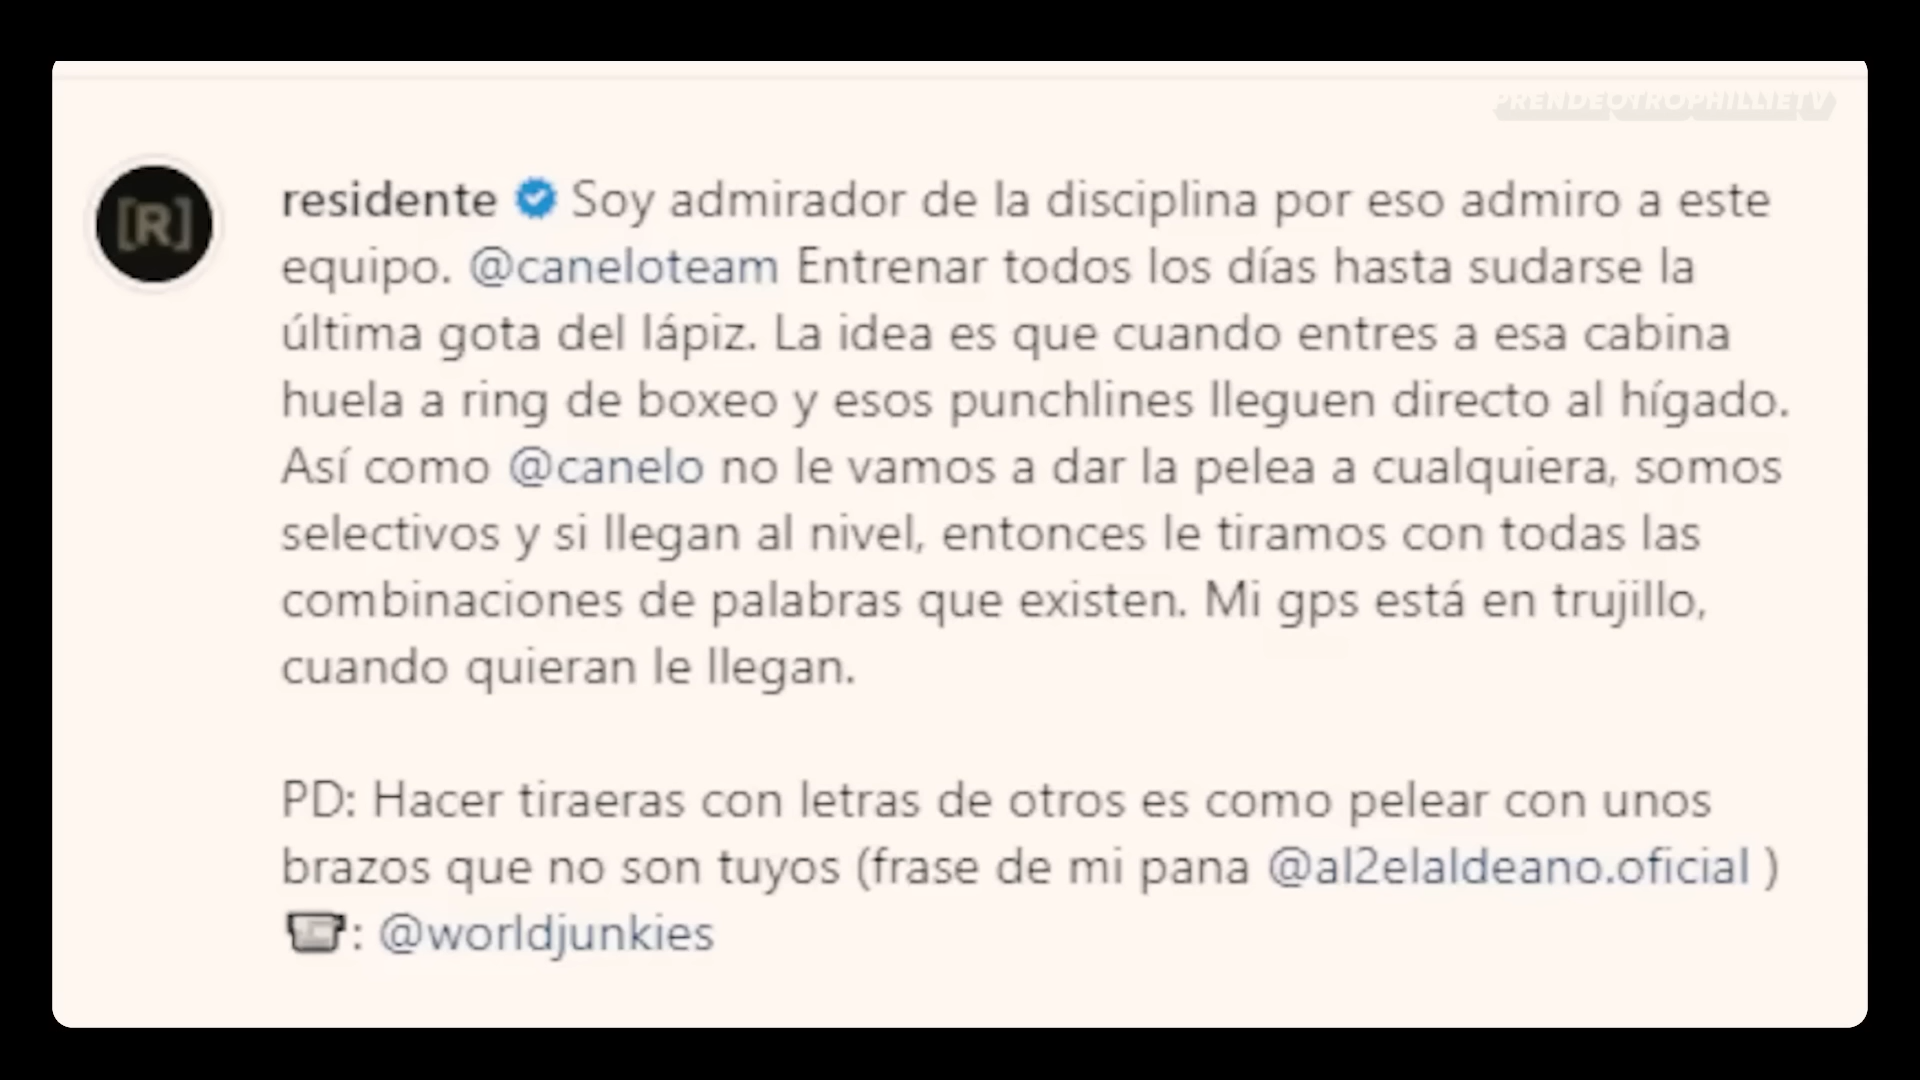 PRENDEOTROPHILLIETV
[R]
residente Soy admirador de la disciplina por eso admiro a este
equipo. @caneloteam Entrenar todos los días hasta sudarse la
última gota del lápiz. La idea es que cuando entres a esa cabina
huela a ring de boxeo y esos punchlines lleguen directo al hígado.
Así como @canelo no le vamos a dar la pelea a cualquiera, somos
selectivos y si llegan al nivel, entonces le tiramos con todas las
combinaciones de palabras que existen. Mi gps está en trujillo,
cuando quieran le llegan.
PD: Hacer tiraeras con letras de otros es como pelear con unos
brazos que no son tuyos (frase de mi pana @al2elaldeano.oficial )
: @worldjunkies